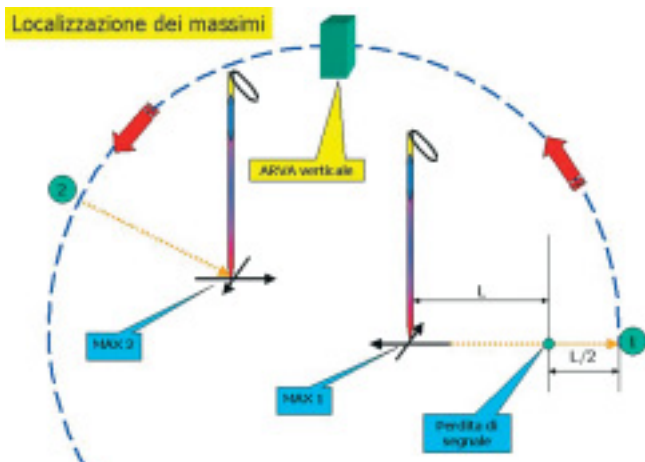 Localizzazione dei massimi
ARVA verticale
2
L
MAX 2
1
L/2
MAX 1
Perdita di
segnale